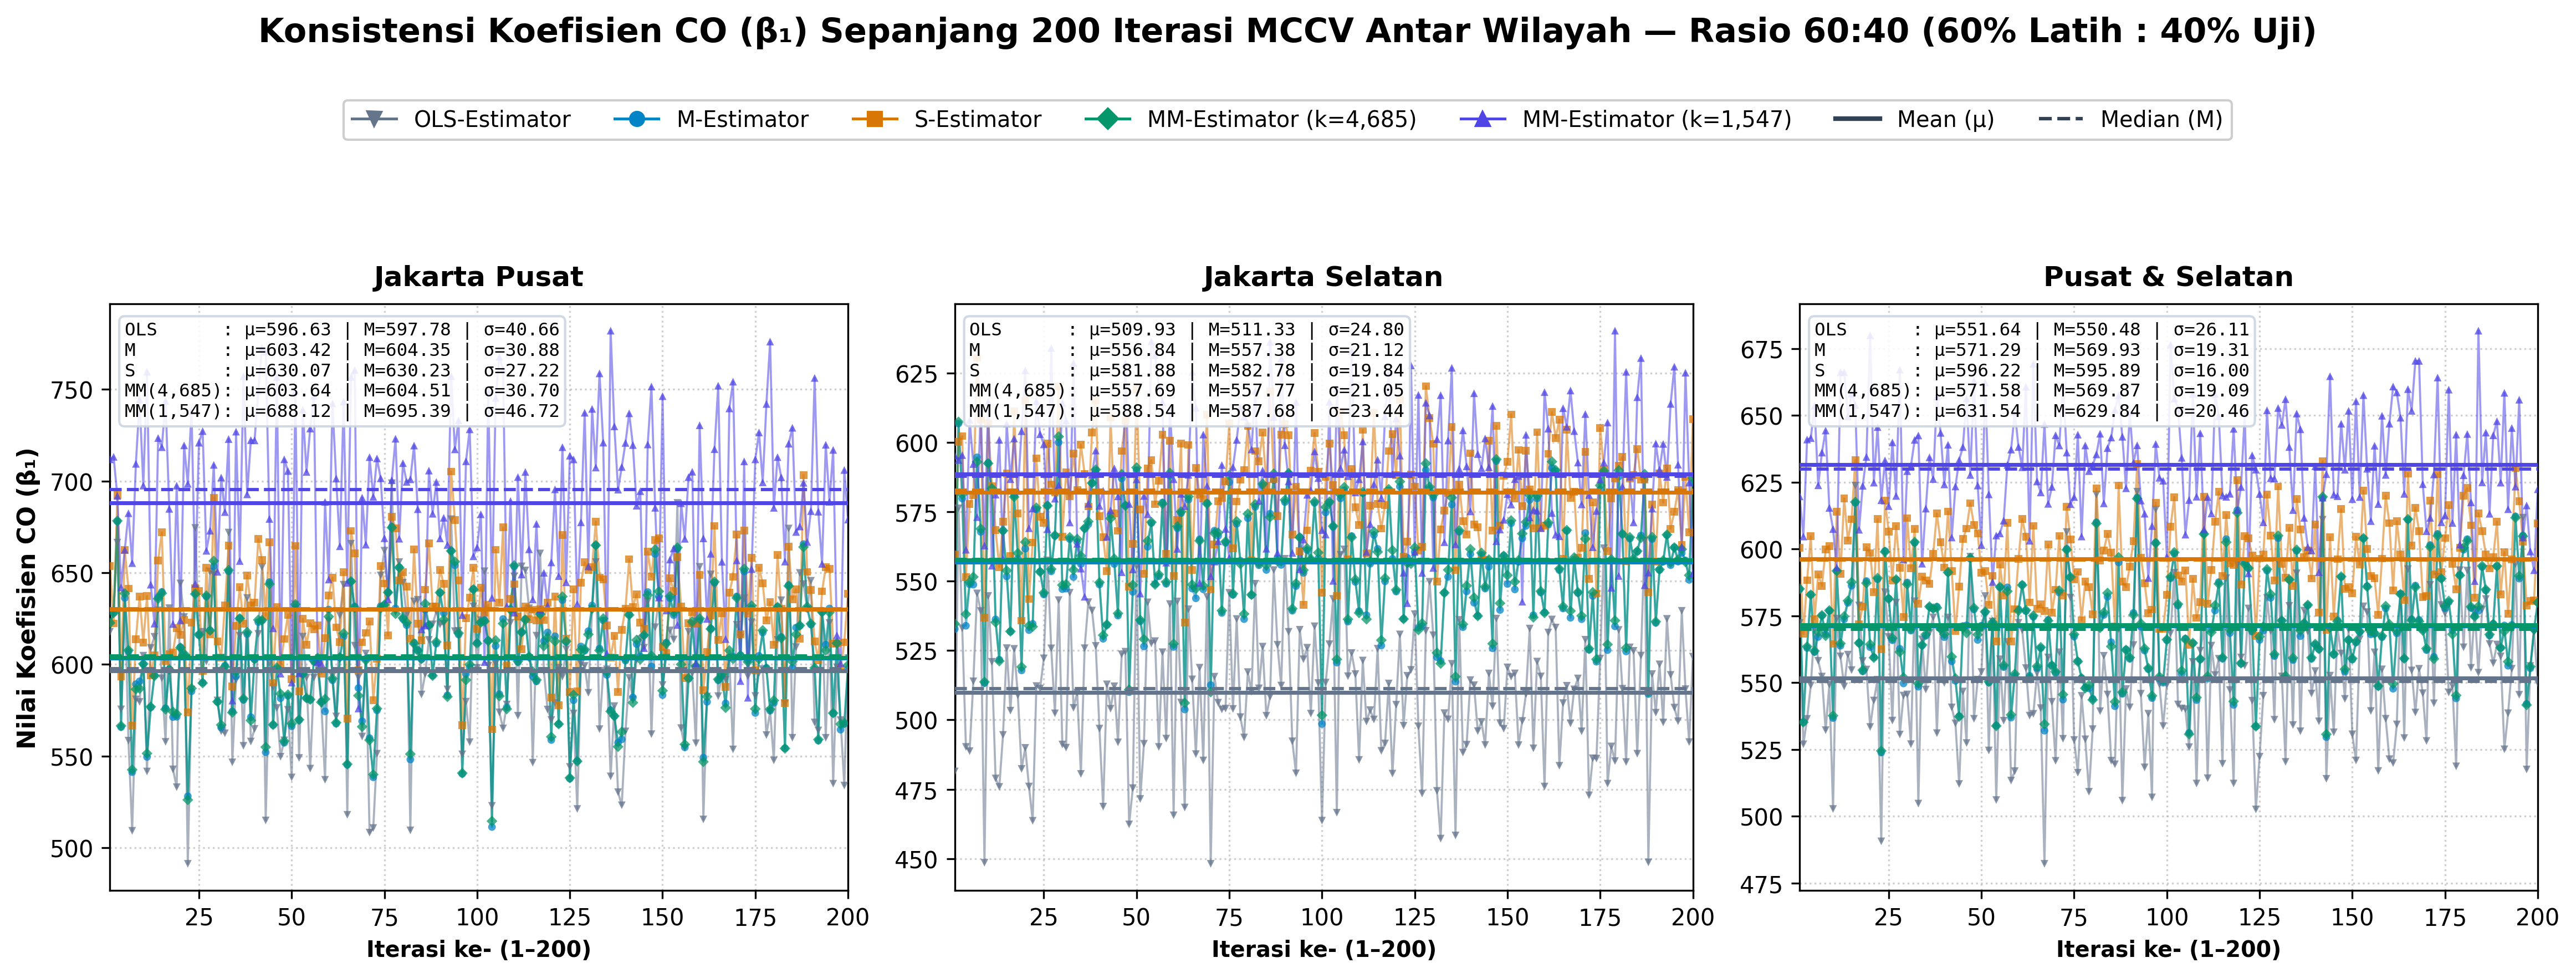 Konsistensi Koefisien CO (β₁) Sepanjang 200 Iterasi MCCV Antar Wilayah — Rasio 60:40 (60% Latih : 40% Uji)
OLS-Estimator M-Estimator S-Estimator MM-Estimator (k=4,685) MM-Estimator (k=1,547) Mean (μ) Median (M)
Jakarta Pusat
OLS : μ=596.63 | M=597.78 | σ=40.66
M : μ=603.42 | M=604.35 | σ=30.88
S : μ=630.07 | M=630.23 | σ=27.22
MM(4,685): μ=603.64 | M=604.51 | σ=30.70
MM(1,547): μ=688.12 | M=695.39 | σ=46.72
Nilai Koefisien CO (β₁)
750
700
650
600
550
500
25 50 75 100 125 150 175 200
Iterasi ke- (1–200)
Jakarta Selatan
OLS : μ=509.93 | M=511.33 | σ=24.80
M : μ=556.84 | M=557.38 | σ=21.12
S : μ=581.88 | M=582.78 | σ=19.84
MM(4,685): μ=557.69 | M=557.77 | σ=21.05
MM(1,547): μ=588.54 | M=587.68 | σ=23.44
625
600
575
550
525
500
475
450
25 50 75 100 125 150 175 200
Iterasi ke- (1–200)
Pusat & Selatan
OLS : μ=551.64 | M=550.48 | σ=26.11
M : μ=571.29 | M=569.93 | σ=19.31
S : μ=596.22 | M=595.89 | σ=16.00
MM(4,685): μ=571.58 | M=569.87 | σ=19.09
MM(1,547): μ=631.54 | M=629.84 | σ=20.46
675
650
625
600
575
550
525
500
475
25 50 75 100 125 150 175 200
Iterasi ke- (1–200)